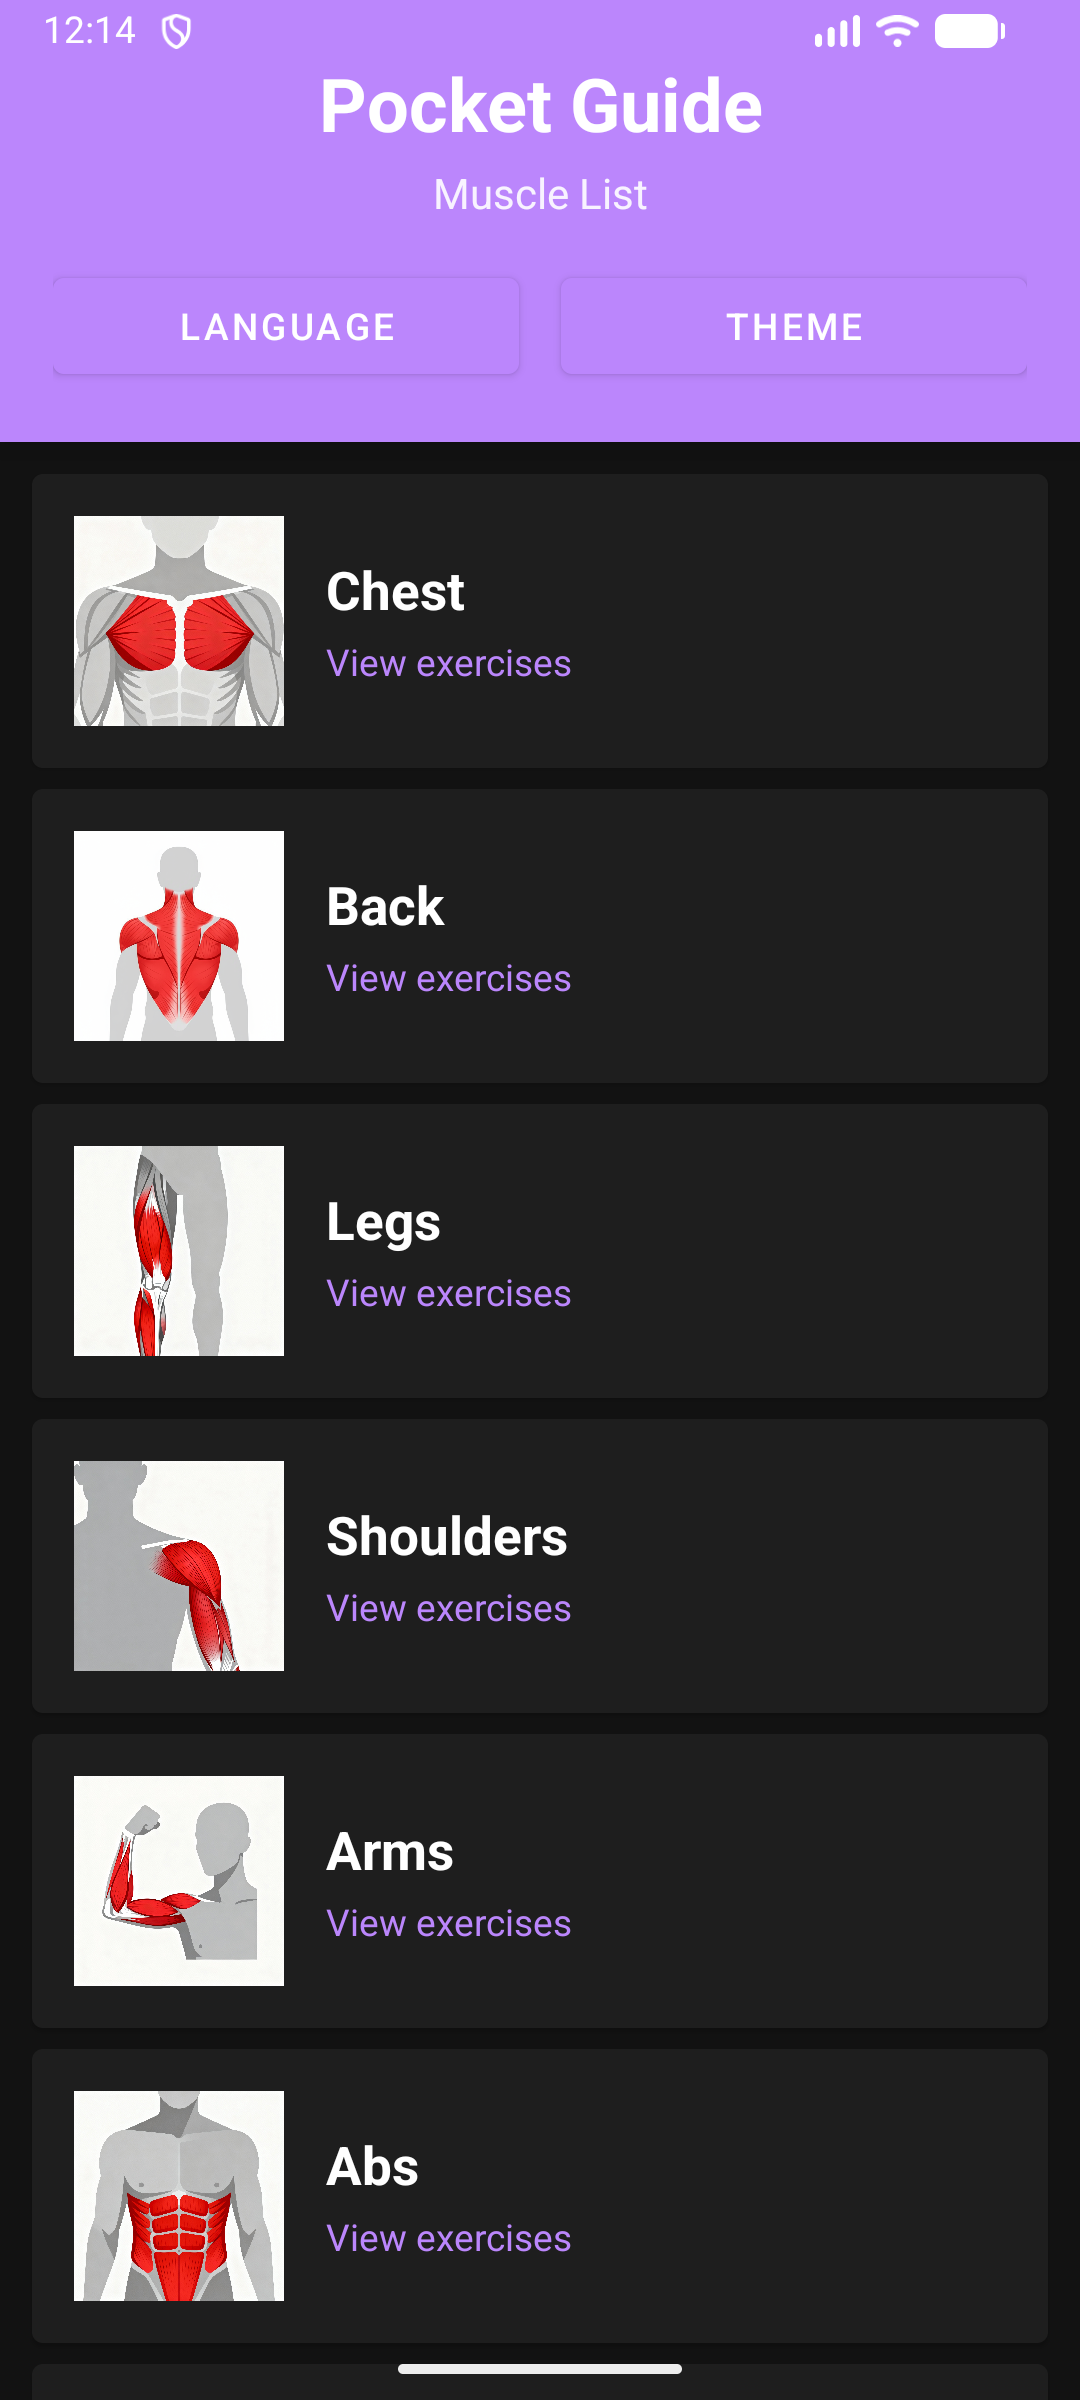 12:14
Pocket Guide
Muscle List
LANGUAGE
THEME
Chest
View exercises
Back
View exercises
Legs
View exercises
Shoulders
View exercises
Arms
View exercises
Abs
View exercises